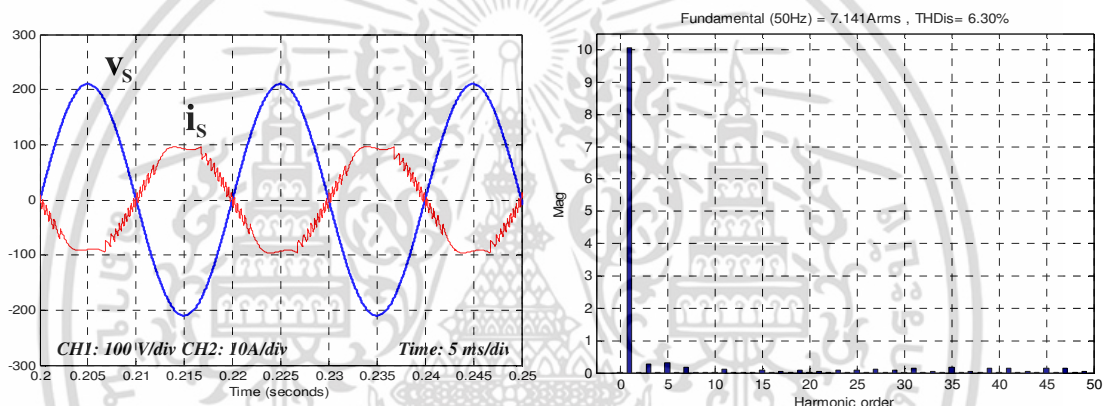 Fundamental (50Hz) = 7.141Arms , THDis= 6.30%
300
200
100
0
-100
-200
-300
vS
iS
CH1: 100 V/div CH2: 10A/div
Time: 5 ms/div
0.2 0.205 0.21 0.215 0.22 0.225 0.23 0.235 0.24 0.245 0.25
Time (seconds)
10
9
8
7
6
5
4
3
2
1
0
Mag
0 5 10 15 20 25 30 35 40 45 50
Harmonic order